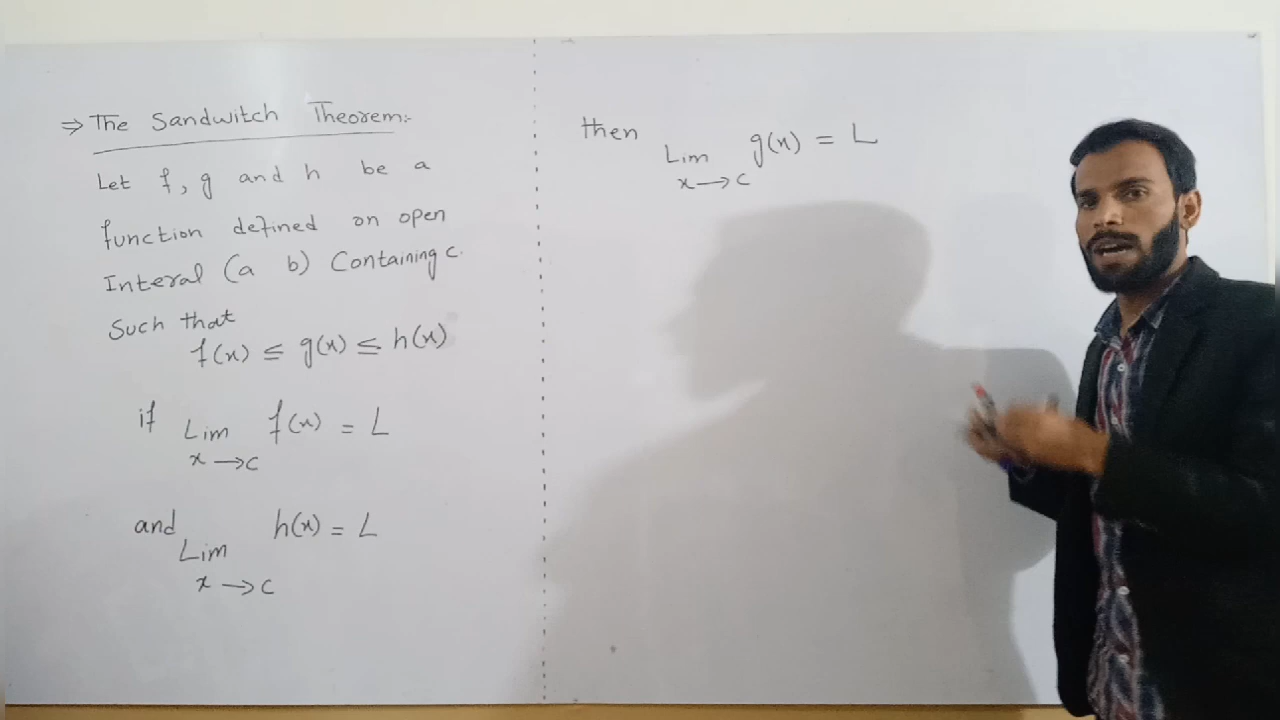 ⇒ The Sandwitch Theorem:-
Let f, g and h be a
function defined on open
Interal (a b) Containing c.
Such that
f(x) ≤ g(x) ≤ h(x)
if Lim f(x) = L
x → c
and Lim h(x) = L
x → c
then Lim g(x) = L
x → c